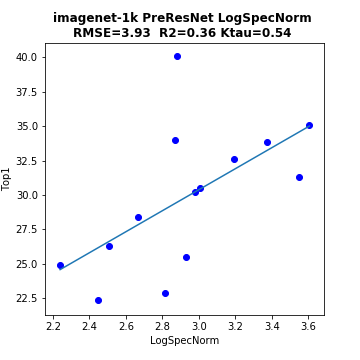 imagenet-1k PreResNet LogSpecNorm
RMSE=3.93 R2=0.36 Ktau=0.54
40.0
37.5
35.0
32.5
30.0
27.5
25.0
22.5
Top1
2.2 2.4 2.6 2.8 3.0 3.2 3.4 3.6
LogSpecNorm